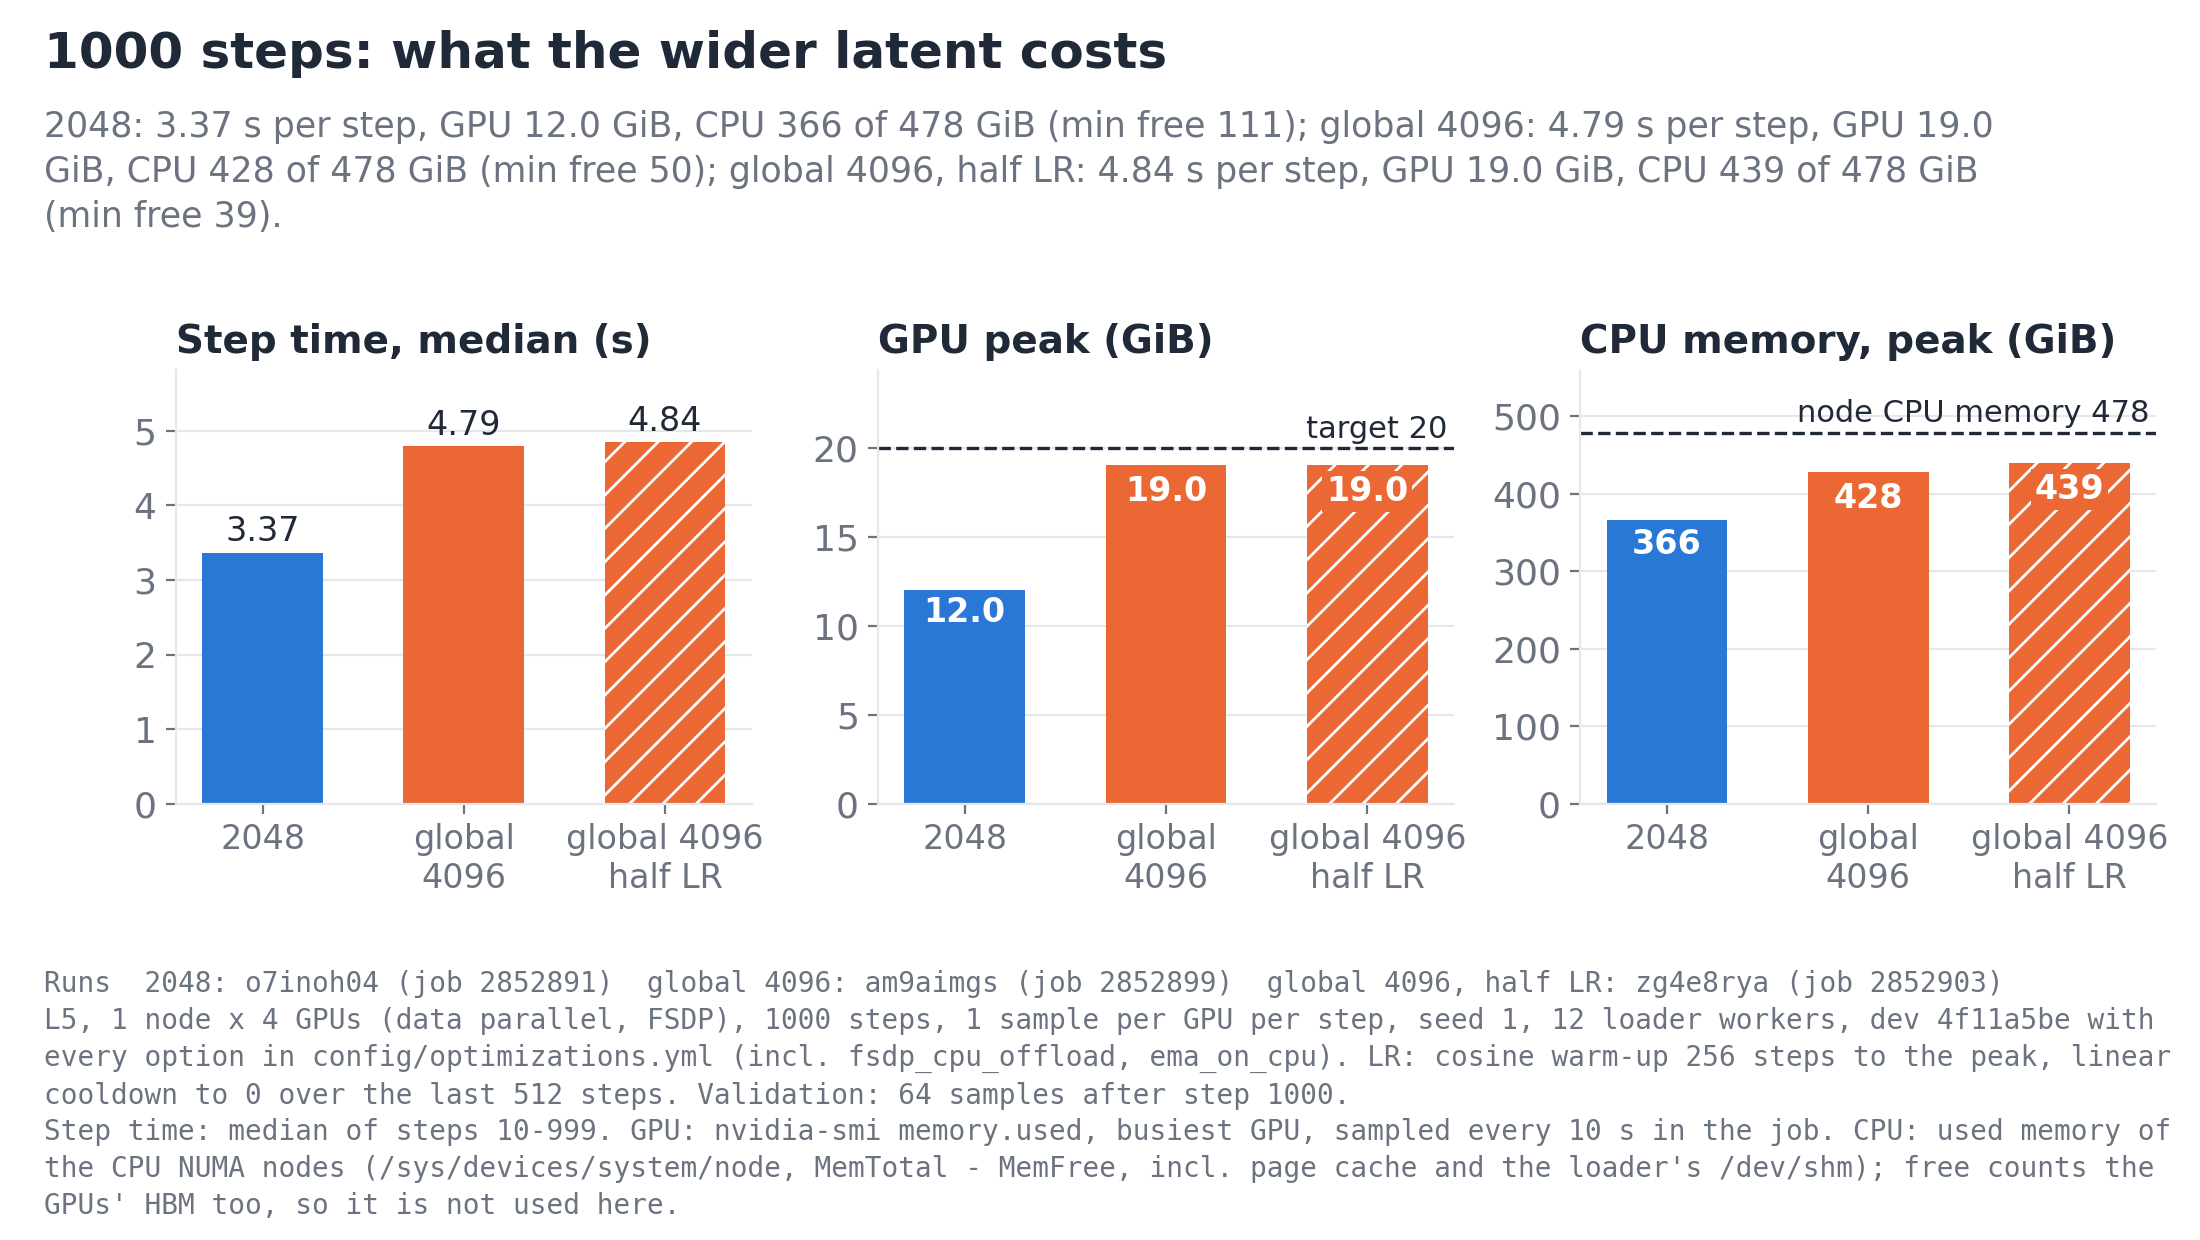 1000 steps: what the wider latent costs
2048: 3.37 s per step, GPU 12.0 GiB, CPU 366 of 478 GiB (min free 111); global 4096: 4.79 s per step, GPU 19.0
GiB, CPU 428 of 478 GiB (min free 50); global 4096, half LR: 4.84 s per step, GPU 19.0 GiB, CPU 439 of 478 GiB
(min free 39).
Step time, median (s)
5
4
3
2
1
0
3.37
4.79
4.84
2048
global
4096
global 4096
half LR
GPU peak (GiB)
20
15
10
5
0
target 20
12.0
19.0
19.0
2048
global
4096
global 4096
half LR
CPU memory, peak (GiB)
500
400
300
200
100
0
node CPU memory 478
366
428
439
2048
global
4096
global 4096
half LR
Runs  2048: o7inoh04 (job 2852891)  global 4096: am9aimgs (job 2852899)  global 4096, half LR: zg4e8rya (job 2852903)
L5, 1 node x 4 GPUs (data parallel, FSDP), 1000 steps, 1 sample per GPU per step, seed 1, 12 loader workers, dev 4f11a5be with
every option in config/optimizations.yml (incl. fsdp_cpu_offload, ema_on_cpu). LR: cosine warm-up 256 steps to the peak, linear
cooldown to 0 over the last 512 steps. Validation: 64 samples after step 1000.
Step time: median of steps 10-999. GPU: nvidia-smi memory.used, busiest GPU, sampled every 10 s in the job. CPU: used memory of
the CPU NUMA nodes (/sys/devices/system/node, MemTotal - MemFree, incl. page cache and the loader's /dev/shm); free counts the
GPUs' HBM too, so it is not used here.